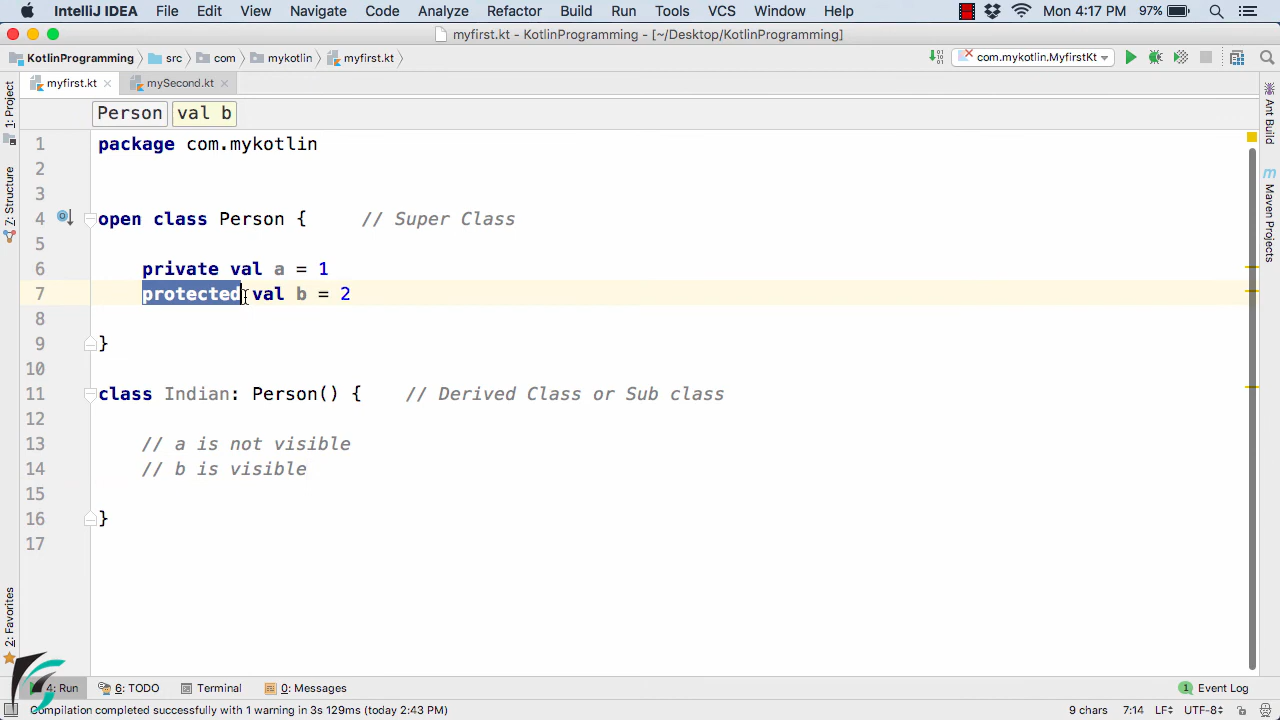 IntelliJ IDEA File Edit View Navigate Code Analyze Refactor Build Run Tools VCS Window Help Mon 4:17 PM 97%
myfirst.kt - KotlinProgramming - [~/Desktop/KotlinProgramming]
KotlinProgramming src com mykotlin myfirst.kt com.mykotlin.MyfirstKt
myfirst.kt mySecond.kt
Person val b
1 package com.mykotlin
2
3
4 open class Person { // Super Class
5
6 private val a = 1
7 protected val b = 2
8
9 }
10
11 class Indian: Person() { // Derived Class or Sub class
12
13 // a is not visible
14 // b is visible
15
16 }
17
1: Project
7: Structure
2: Favorites
Ant Build
Maven Projects
4: Run 6: TODO Terminal 0: Messages 1 Event Log
Compilation completed successfully with 1 warning in 3s 129ms (today 2:43 PM) 9 chars 7:14 LF UTF-8